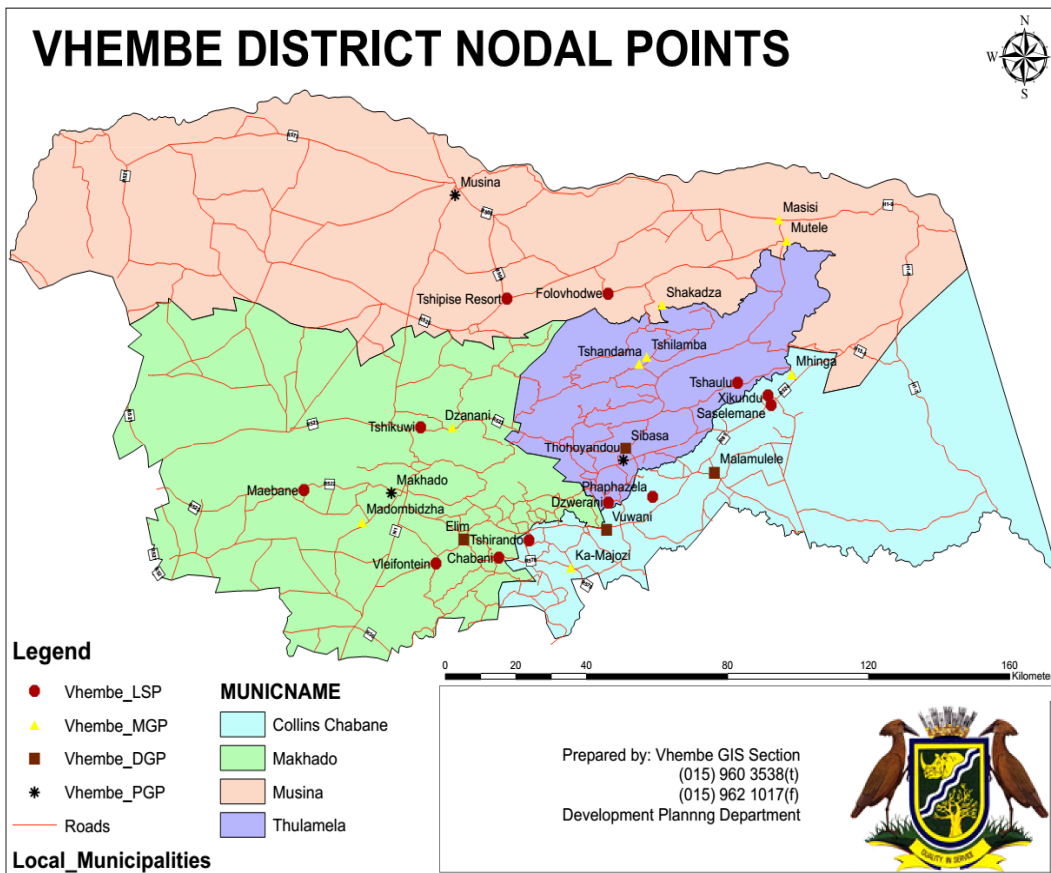 VHEMBE DISTRICT NODAL POINTS
N
W
E
S
Musina
Masisi
Mutele
Tshipise Resort
Folovhodwe
Shakadza
Tshilamba
Tshandama
Mhinga
Tshaulu
Xikundu
Saselemane
Dzanani
Tshikuwi
Sibasa
Thohoyandou
Malamulele
Maebane
Makhado
Phaphazela
Dzwerani
Madombidzha
Vuwani
Elim
Tshirando
Vleifontein
Chabani
Ka-Majozi
Legend
Vhembe_LSP
Vhembe_MGP
Vhembe_DGP
Vhembe_PGP
Roads
Local_Municipalities
MUNICNAME
Collins Chabane
Makhado
Musina
Thulamela
0 20 40 80 120 160
Kilomete
Prepared by: Vhembe GIS Section
(015) 960 3538(t)
(015) 962 1017(f)
Development Plannng Department
QUALITY IN SERVICE